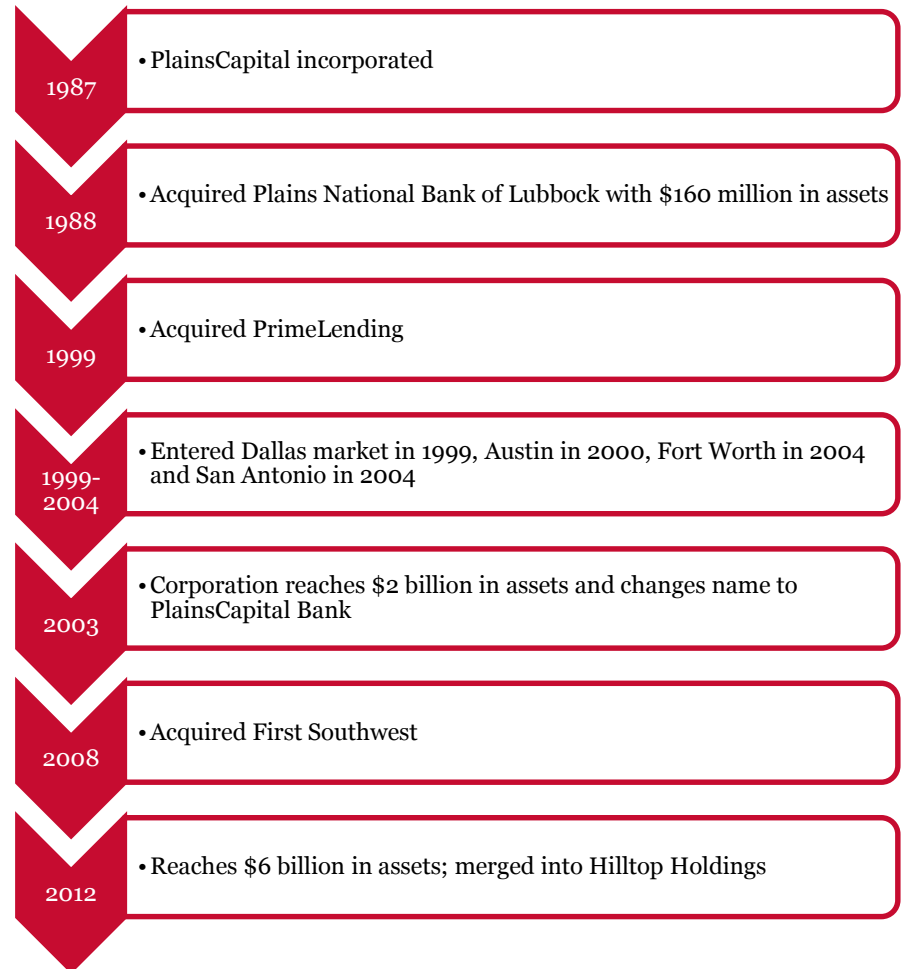 1987
•PlainsCapital incorporated
1988
•Acquired Plains National Bank of Lubbock with $160 million in assets
1999
•Acquired PrimeLending
1999-
2004
•Entered Dallas market in 1999, Austin in 2000, Fort Worth in 2004
and San Antonio in 2004
2003
•Corporation reaches $2 billion in assets and changes name to
PlainsCapital Bank
2008
•Acquired First Southwest
2012
•Reaches $6 billion in assets; merged into Hilltop Holdings